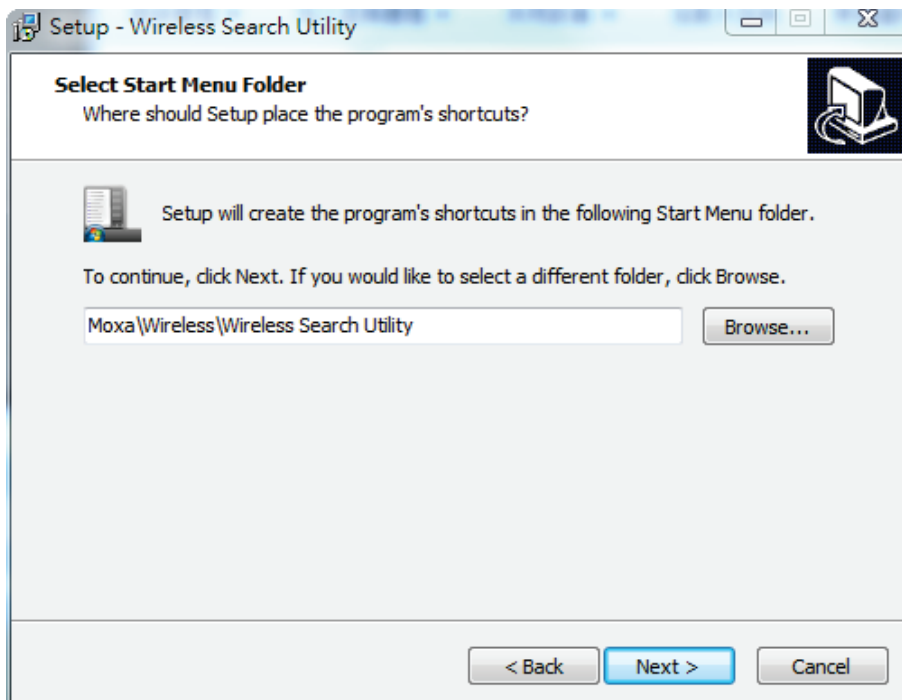 Setup - Wireless Search Utility
Select Start Menu Folder
Where should Setup place the program's shortcuts?
Setup will create the program's shortcuts in the following Start Menu folder.
To continue, click Next. If you would like to select a different folder, click Browse.
Moxa\Wireless\Wireless Search Utility
Browse...
< Back
Next >
Cancel